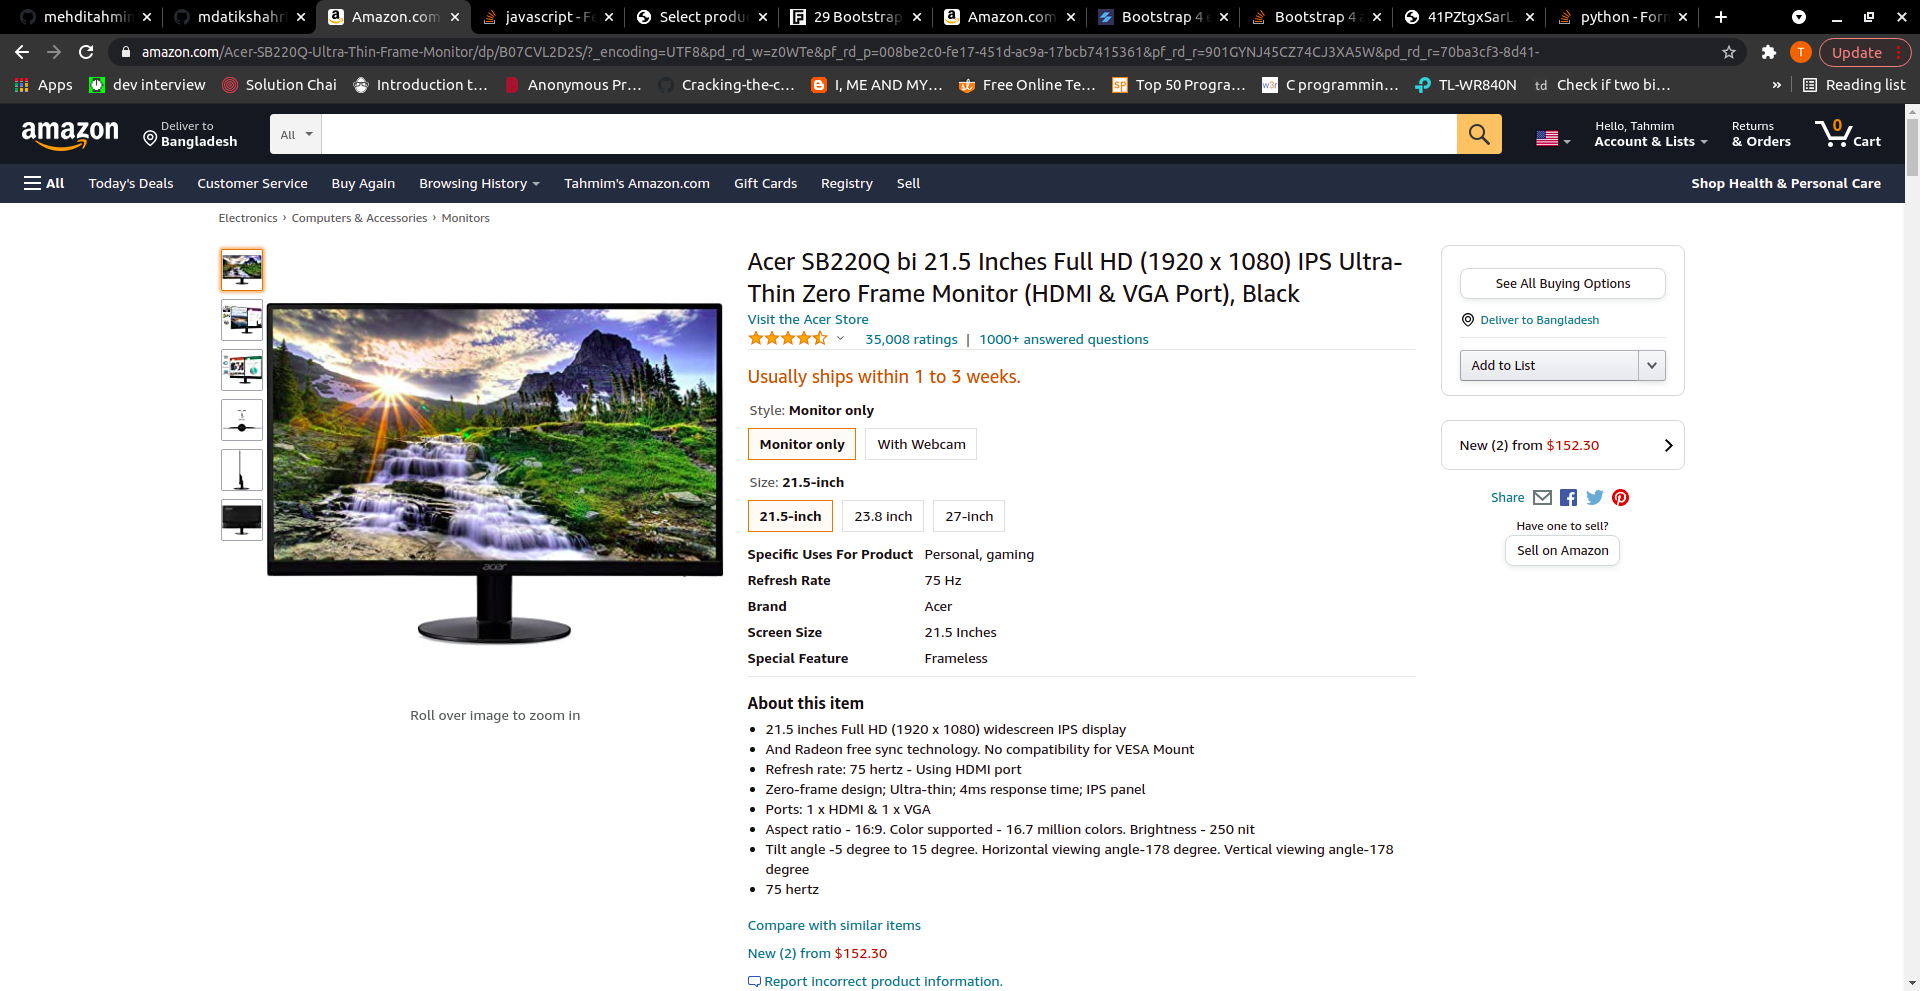 mehditahmin
mdatikshahri
Amazon.com
javascript - Fe
Select produc
29 Bootstrap
Amazon.com
Bootstrap 4 e
Bootstrap 4 a
41PZtgxSarL.
python - Form
amazon.com/Acer-SB220Q-Ultra-Thin-Frame-Monitor/dp/B07CVL2D2S/?_encoding=UTF8&pd_rd_w=z0WTe&pf_rd_p=008be2c0-fe17-451d-ac9a-17bcb7415361&pf_rd_r=901GYNJ45CZ74CJ3XA5W&pd_rd_r=70ba3cf3-8d41-
T
Update
Apps
dev interview
Solution Chai
Introduction t...
Anonymous Pr...
Cracking-the-c...
I, ME AND MY...
Free Online Te...
Top 50 Progra...
C programmin...
TL-WR840N
td Check if two bi...
»
Reading list
amazon
Deliver to
Bangladesh
All
Hello, Tahmim
Account & Lists
Returns
& Orders
0
Cart
All
Today's Deals
Customer Service
Buy Again
Browsing History
Tahmim's Amazon.com
Gift Cards
Registry
Sell
Shop Health & Personal Care
Electronics › Computers & Accessories › Monitors
Acer SB220Q bi 21.5 Inches Full HD (1920 x 1080) IPS Ultra-
Thin Zero Frame Monitor (HDMI & VGA Port), Black
Visit the Acer Store
35,008 ratings | 1000+ answered questions
Usually ships within 1 to 3 weeks.
Style: Monitor only
Monitor only
With Webcam
Size: 21.5-inch
21.5-inch
23.8 inch
27-inch
Specific Uses For Product Personal, gaming
Refresh Rate 75 Hz
Brand Acer
Screen Size 21.5 Inches
Special Feature Frameless
About this item
21.5 inches Full HD (1920 x 1080) widescreen IPS display
And Radeon free sync technology. No compatibility for VESA Mount
Refresh rate: 75 hertz - Using HDMI port
Zero-frame design; Ultra-thin; 4ms response time; IPS panel
Ports: 1 x HDMI & 1 x VGA
Aspect ratio - 16:9. Color supported - 16.7 million colors. Brightness - 250 nit
Tilt angle -5 degree to 15 degree. Horizontal viewing angle-178 degree. Vertical viewing angle-178
degree
75 hertz
Compare with similar items
New (2) from $152.30
Report incorrect product information.
acer
Roll over image to zoom in
See All Buying Options
Deliver to Bangladesh
Add to List
New (2) from $152.30
Share
Have one to sell?
Sell on Amazon